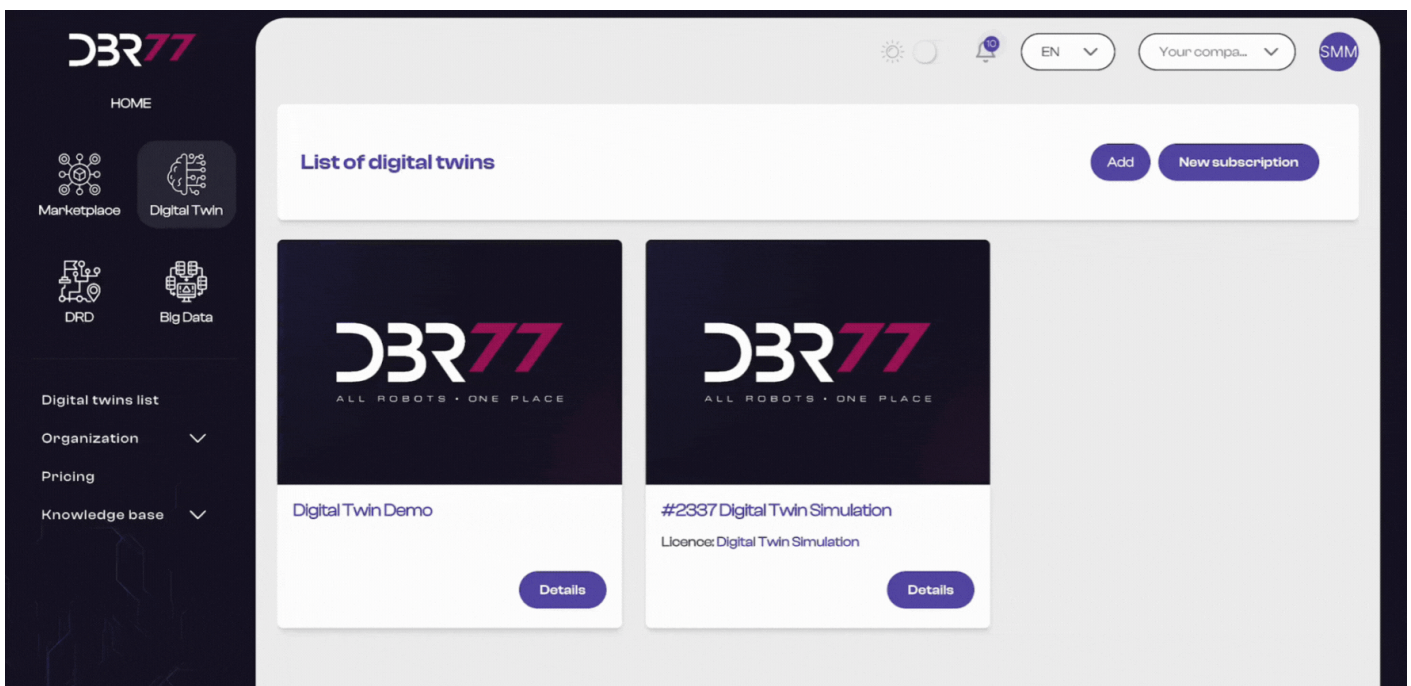 DBR77
HOME
Marketplace
Digital Twin
DRD
Big Data
Digital twins list
Organization
Pricing
Knowledge base
10
EN
Your compa...
SMM
List of digital twins
Add
New subscription
DBR77
ALL ROBOTS • ONE PLACE
Digital Twin Demo
Details
DBR77
ALL ROBOTS • ONE PLACE
#2337 Digital Twin Simulation
Licence: Digital Twin Simulation
Details